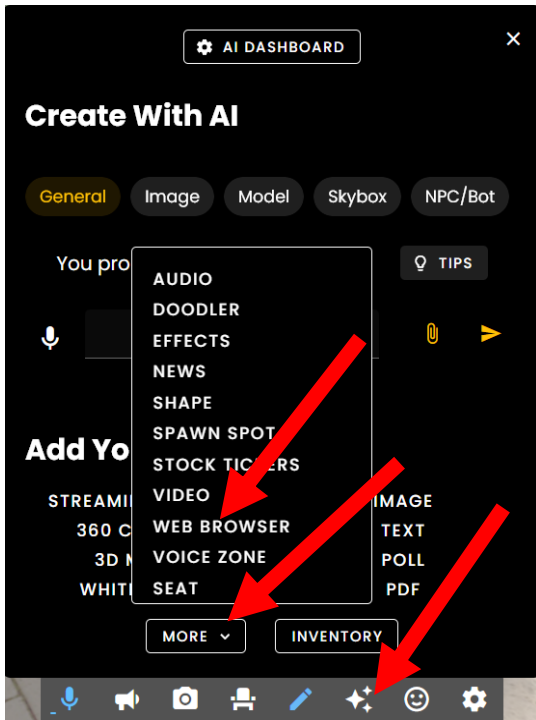 AI DASHBOARD
Create With AI
General Image Model Skybox NPC/Bot
You pro
TIPS
AUDIO
DOODLER
EFFECTS
NEWS
SHAPE
SPAWN SPOT
STOCK TICKERS
VIDEO
WEB BROWSER
VOICE ZONE
SEAT
Add Yo
STREAMI IMAGE
360 C TEXT
3D POLL
WHIT PDF
MORE INVENTORY